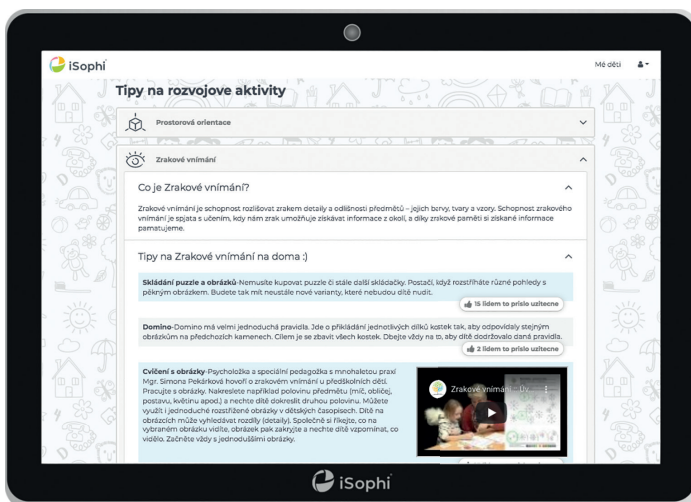 iSophi
Mé děti
Tipy na rozvojove aktivity
Prostorová orientace
Zrakové vnímání
Co je Zrakové vnímání?
Zrakové vnímání je schopnost rozlišovat zrakem detaily a odlišnosti předmětů – jejich barvy, tvary a vzory. Schopnost zrakového
vnímání je spjata s učením, kdy nám zrak umožňuje získávat informace z okolí, a díky zrakové paměti si získané informace
pamatujeme.
Tipy na Zrakové vnímání na doma :)
Skládání puzzle a obrázků-Nemusíte kupovat puzzle či stále další skládačky. Postačí, když rozstříháte různé pohledy s
pěkným obrázkem. Budete tak mít neustále nové varianty, které nebudou dítě nudit.
15 lidem to prislo uzitecne
Domino-Domino má velmi jednoduchá pravidla. Jde o přikládání jednotlivých dílků kostek tak, aby odpovídaly stejným
obrázkům na předchozích kamenech. Cílem je se zbavit všech kostek. Dbejte vždy na to, aby dítě dodržovalo daná pravidla.
2 lidem to prislo uzitecne
Cvičení s obrázky-Psycholožka a speciální pedagožka s mnohaletou praxí
Mgr. Simona Pekárková hovoří o zrakovém vnímání u předškolních dětí.
Pracujte s obrázky. Nakreslete například polovinu předmětu (míč, obličej,
postavu, květinu apod.) a nechte dítě dokreslit druhou polovinu. Můžete
využít i jednoduché rozstřižené obrázky v dětských časopisech. Dítě na
obrázcích může vyhledávat rozdíly (detaily). Společně si říkejte, co na
vybraném obrázku vidíte, obrázek pak zakryjte a nechte dítě vzpomínat, co
vidělo. Začněte vždy s jednoduššími obrázky.
Zrakové vnímání :: Úv...
iSophi